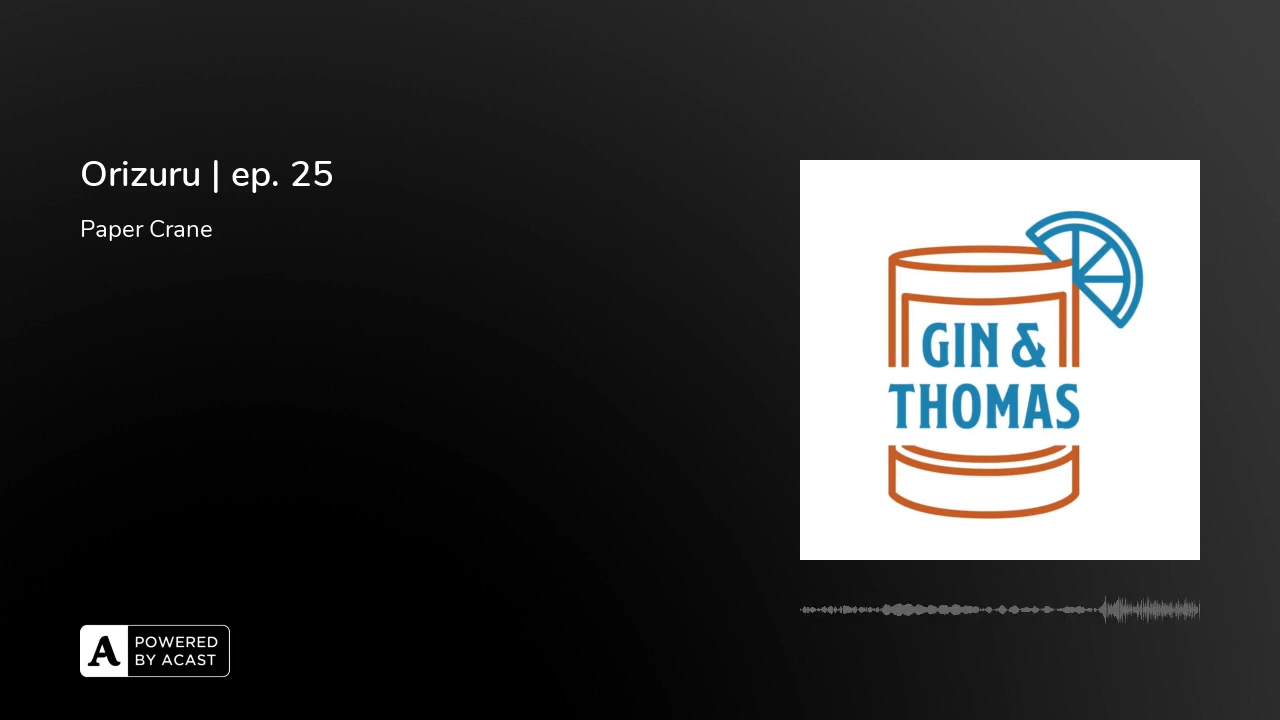 Orizuru | ep. 25
Paper Crane
GIN &
THOMAS
A
POWERED
BY ACAST